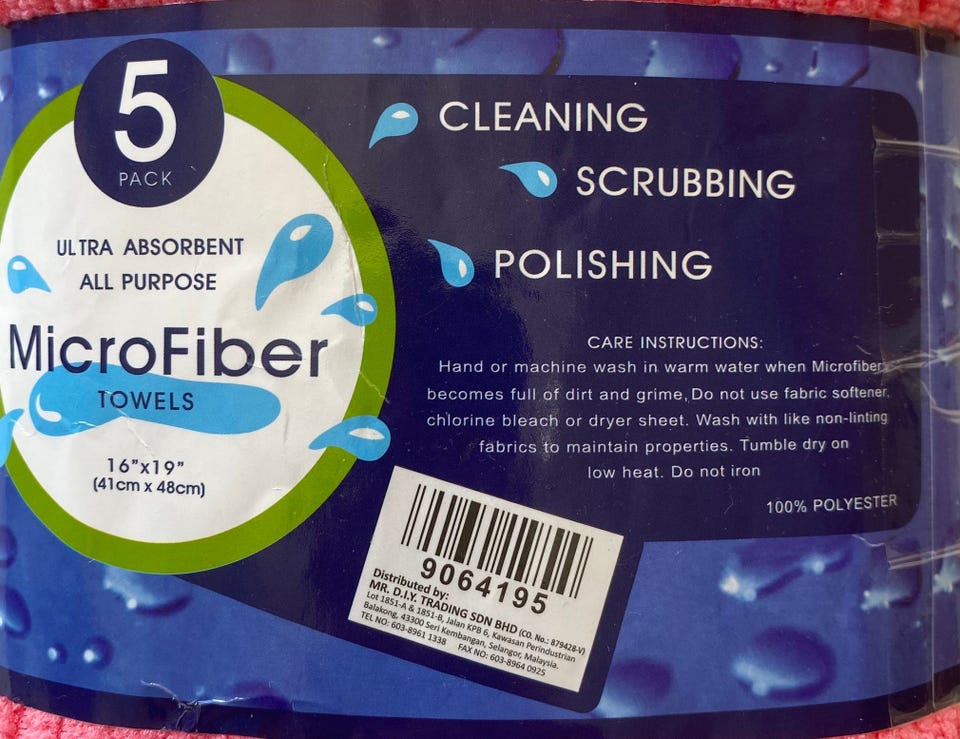 5
PACK
ULTRA ABSORBENT
ALL PURPOSE
MicroFiber
TOWELS
16”x19”
(41cm x 48cm)
CLEANING
SCRUBBING
POLISHING
CARE INSTRUCTIONS:
Hand or machine wash in warm water when Microfiber
becomes full of dirt and grime,Do not use fabric softener,
chlorine bleach or dryer sheet. Wash with like non-linting
fabrics to maintain properties. Tumble dry on
low heat. Do not iron
100% POLYESTER
9064195
Distributed by:
MR. D.I.Y. TRADING SDN BHD (CO. No.: 879428-V)
Lot 1851-A & 1851-B, Jalan KPB 6, Kawasan Perindustrian
Balakong, 43300 Seri Kembangan, Selangor, Malaysia.
TEL NO: 603-8961 1338 FAX NO: 603-8964 0925